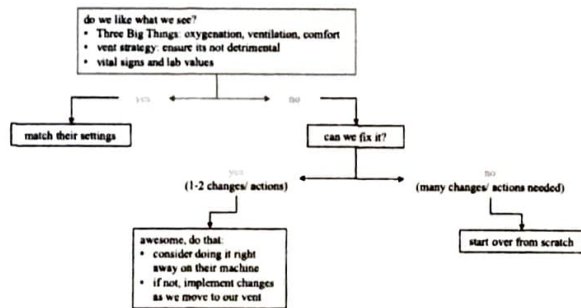 do we like what we see?
• Three Big Things: oxygenation, ventilation, comfort
• vent strategy: ensure its not detrimental
• vital signs and lab values
yes
no
match their settings
can we fix it?
yes
(1-2 changes/ actions)
no
(many changes/ actions needed)
awesome, do that:
• consider doing it right
away on their machine
• if not, implement changes
as we move to our vent
start over from scratch